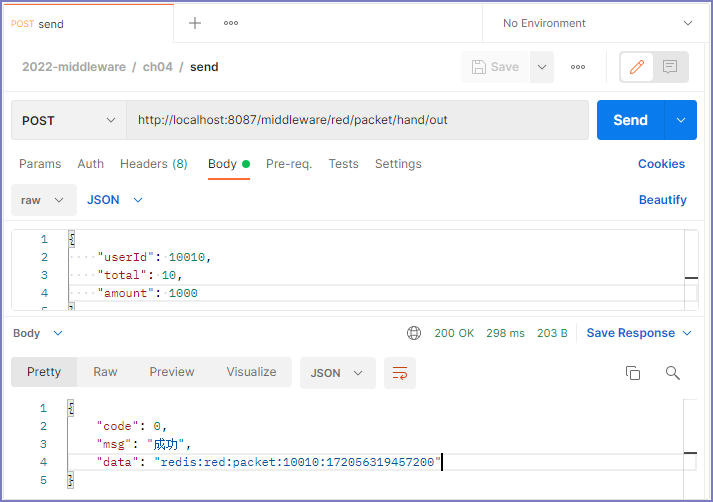 POST send
No Environment
2022-middleware / ch04 / send
Save
POST
http://localhost:8087/middleware/red/packet/hand/out
Send
Params Auth Headers (8) Body Pre-req. Tests Settings Cookies
raw JSON Beautify
1 {
2 "userId": 10010,
3 "total": 10,
4 "amount": 1000
5 }
Body 200 OK 298 ms 203 B Save Response
Pretty Raw Preview Visualize JSON
1 {
2 "code": 0,
3 "msg": "成功",
4 "data": "redis:red:packet:10010:172056319457200"
5 }